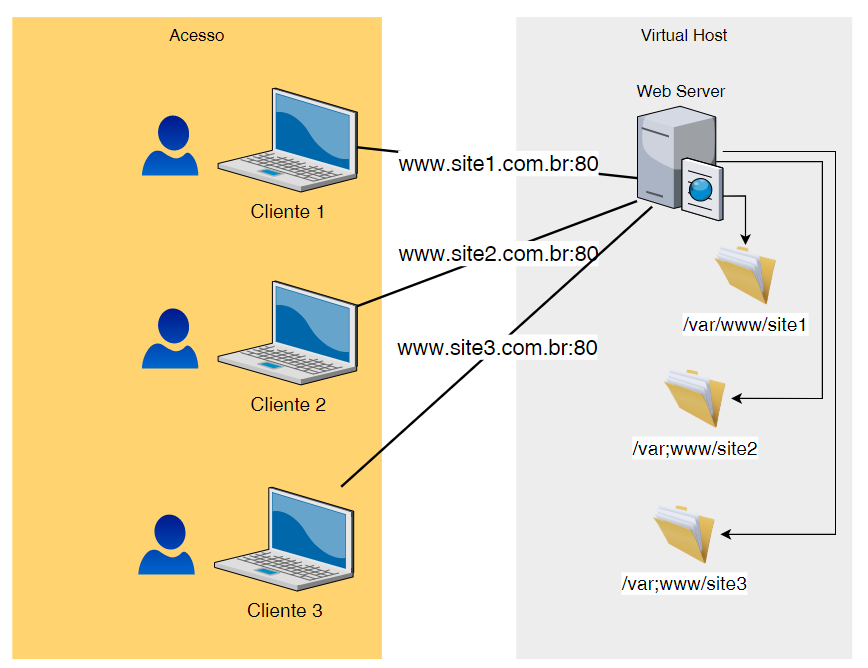 Acesso
Virtual Host
Web Server
www.site1.com.br:80
Cliente 1
www.site2.com.br:80
/var/www/site1
www.site3.com.br:80
Cliente 2
/var;www/site2
/var;www/site3
Cliente 3